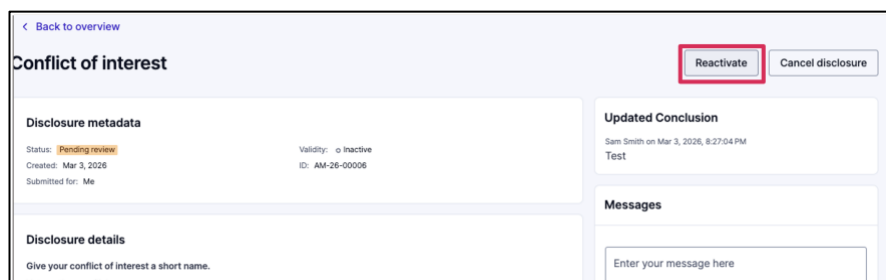 < Back to overview
Conflict of interest
Reactivate
Cancel disclosure
Disclosure metadata
Status: Pending review
Validity: Inactive
Created: Mar 3, 2026
ID: AM-26-00006
Submitted for: Me
Updated Conclusion
Sam Smith on Mar 3, 2026, 8:27:04 PM
Test
Messages
Enter your message here
Disclosure details
Give your conflict of interest a short name.